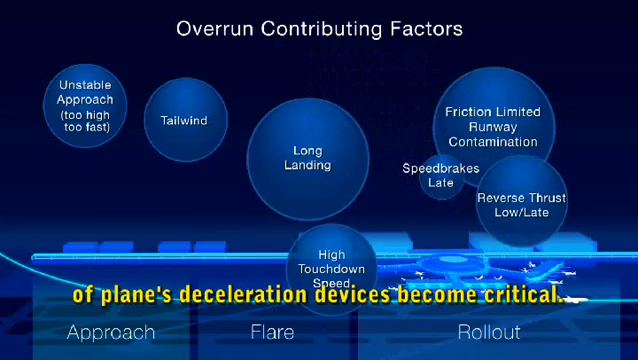 Overrun Contributing Factors
Unstable
Approach
(too high
too fast)
Tailwind
Long
Landing
Friction Limited
Runway
Contamination
Speedbrakes
Late
Reverse Thrust
Low/Late
High
Touchdown
Speed
of plane's deceleration devices become critical.
Approach
Flare
Rollout